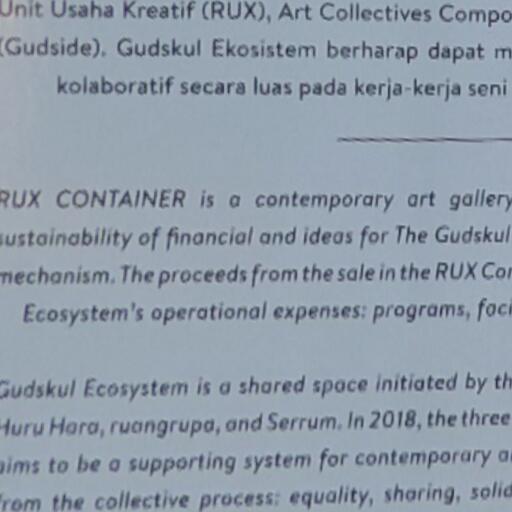 Unit Usaha Kreatif (RUX), Art Collectives Compo
(Gudside). Gudskul Ekosistem berharap dapat m
kolaboratif secara luas pada kerja-kerja seni
RUX CONTAINER is a contemporary art gallery
sustainability of financial and ideas for The Gudskul
mechanism. The proceeds from the sale in the RUX Con
Ecosystem's operational expenses: programs, faci
Gudskul Ecosystem is a shared space initiated by th
Huru Hara, ruangrupa, and Serrum. In 2018, the three
aims to be a supporting system for contemporary a
from the collective process: equality, sharing, solid